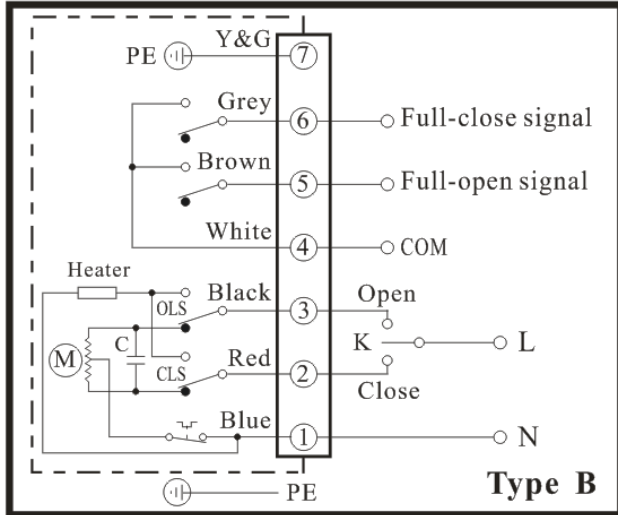 Y&G
PE 7
Grey
6 Full-close signal
Brown
5 Full-open signal
White
4 COM
Heater
OLS Black 3 Open
M C K L
CLS Red 2
Close
Blue
1 N
PE
Type B